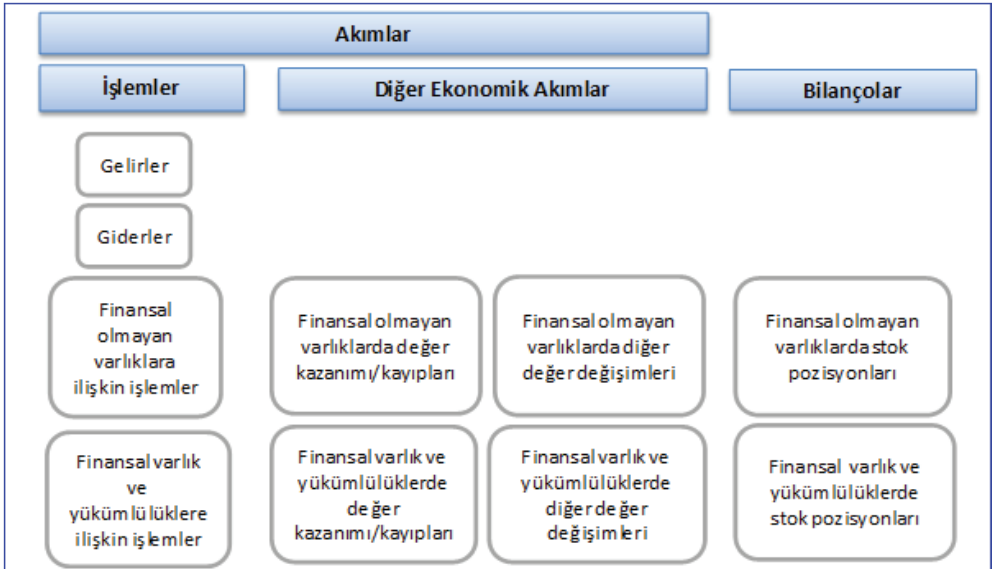 Akımlar
İşlemler
Diğer Ekonomik Akımlar
Bilançolar
Gelirler
Giderler
Finansal
olmayan
varlıklara
ilişkin işlemler
Finansal olmayan
varlıklarda değer
kazanımı/kayıpları
Finansal olmayan
varlıklarda diğer
değer değişimleri
Finansal olmayan
varlıklarda stok
pozisyonları
Finansal varlık
ve
yükümlülüklere
ilişkin işlemler
Finansal varlık ve
yükümlülüklerde
değer
kazanımı/kayıpları
Finansal varlık ve
yükümlülüklerde
diğer değer
değişimleri
Finansal varlık ve
yükümlülüklerde
stok pozisyonları